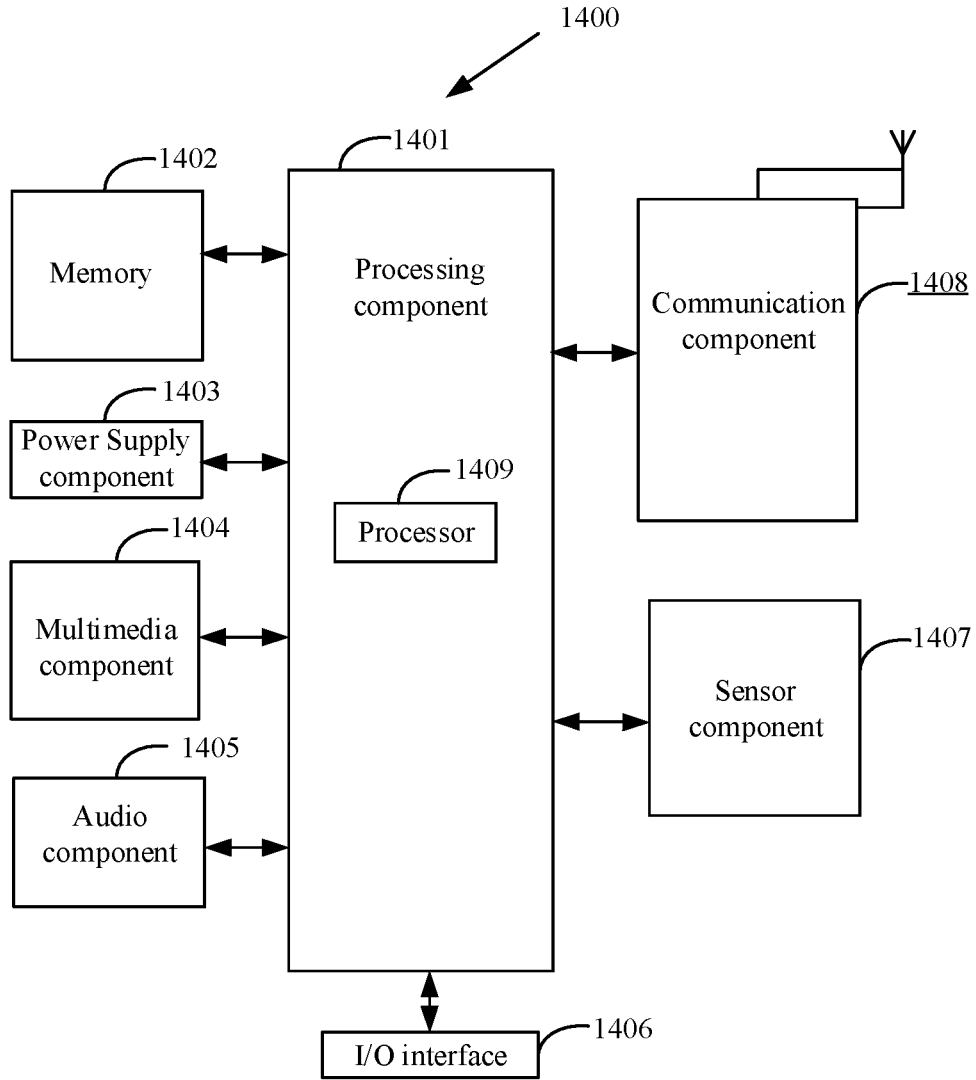 1400
1401
1402
Memory
Processing
component
Communication
component
1408
1403
Power Supply
component
1409
Processor
1404
Multimedia
component
1407
Sensor
component
1405
Audio
component
1406
I/O interface